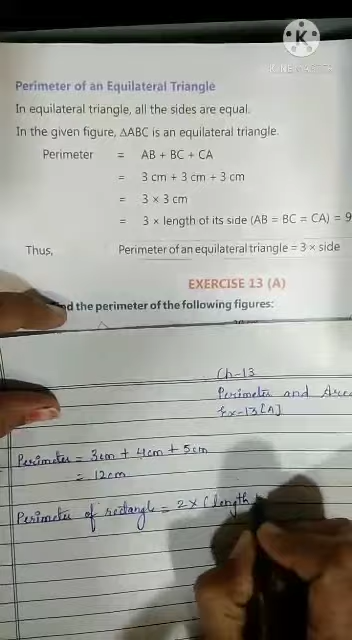 KINEMASTER
Perimeter of an Equilateral Triangle
In equilateral triangle, all the sides are equal.
In the given figure, ΔABC is an equilateral triangle.
Perimeter = AB + BC + CA
= 3 cm + 3 cm + 3 cm
= 3 × 3 cm
= 3 × length of its side (AB = BC = CA) = 9
Thus, Perimeter of an equilateral triangle = 3 × side
EXERCISE 13 (A)
the perimeter of the following figures:
Ch-13
Perimeter and Area
Ex-13[A]
Perimeter = 3cm + 4cm + 5cm
= 12cm
Perimeter of rectangle = 2 × (length